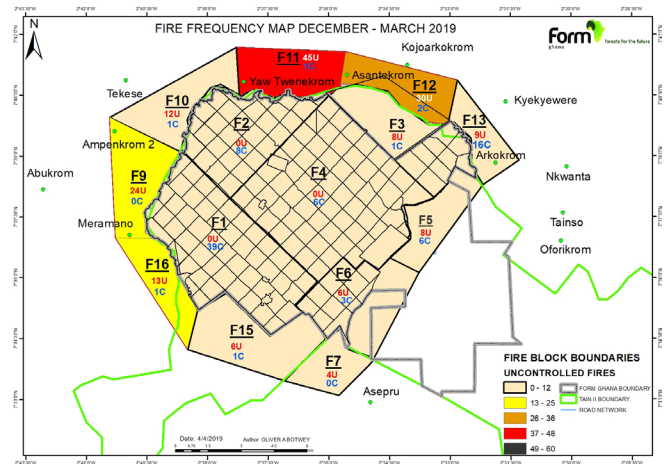 FIRE FREQUENCY MAP DECEMBER - MARCH 2019
N
Form
ghana
forests for the future
Kojoarkokrom
F11 45U
1C
Asantekrom
Yaw Twenekrom
F12
30U
2C
Tekese
F10
12U
1C
Kyekyewere
F13
9U
16C
F2
0U
8C
F3
8U
1C
Ampenkrom 2
F4
0U
6C
Arkokrom
Nkwanta
Abukrom
F9
24U
0C
Tainso
F1
0U
39C
F5
8U
6C
Meramano
Oforikrom
F16
13U
1C
F6
6U
3C
F15
6U
1C
F7
4U
0C
Asepru
FIRE BLOCK BOUNDARIES
UNCONTROLLED FIRES
0 - 12
13 - 25
26 - 36
37 - 48
49 - 60
FORM GHANA BOUNDARY
TAIN II BOUNDARY
ROAD NETWORK
Date: 4/4/2019
Author: OLIVER A BOTWEY